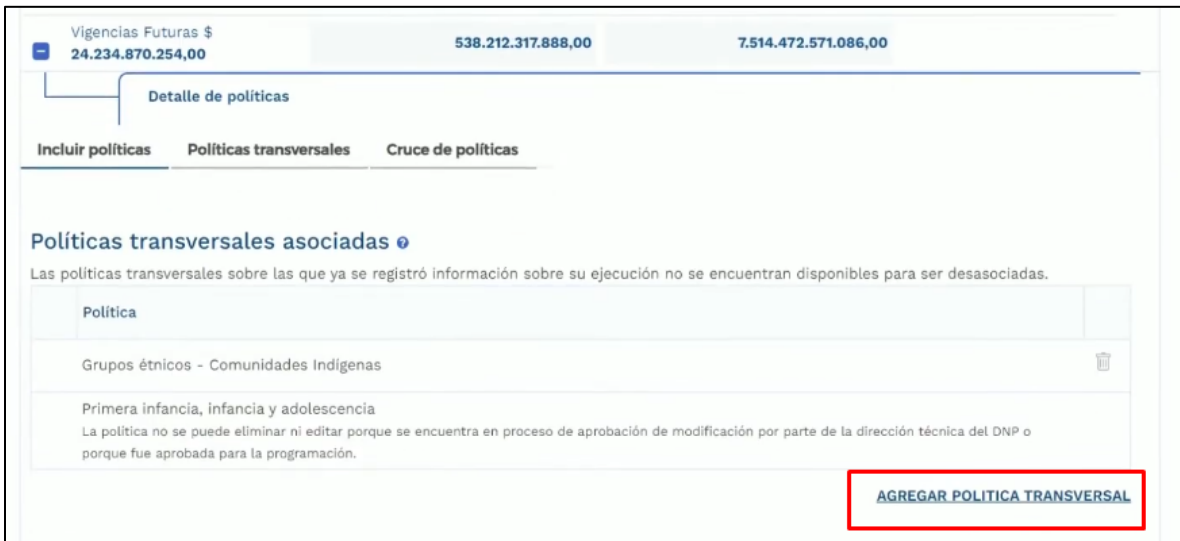 Vigencias Futuras $
24.234.870.254,00
538.212.317.888,00
7.514.472.571.086,00
Detalle de políticas
Incluir políticas
Políticas transversales
Cruce de políticas
Políticas transversales asociadas
Las políticas transversales sobre las que ya se registró información sobre su ejecución no se encuentran disponibles para ser desasociadas.
Política
Grupos étnicos - Comunidades Indígenas
Primera infancia, infancia y adolescencia
La política no se puede eliminar ni editar porque se encuentra en proceso de aprobación de modificación por parte de la dirección técnica del DNP o
porque fue aprobada para la programación.
AGREGAR POLITICA TRANSVERSAL